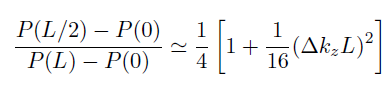 \frac{P(L/2) - P(0)}{P(L) - P(0)} \simeq \frac{1}{4} \left[ 1 + \frac{1}{16} (\Delta k_z L)^2 \right]